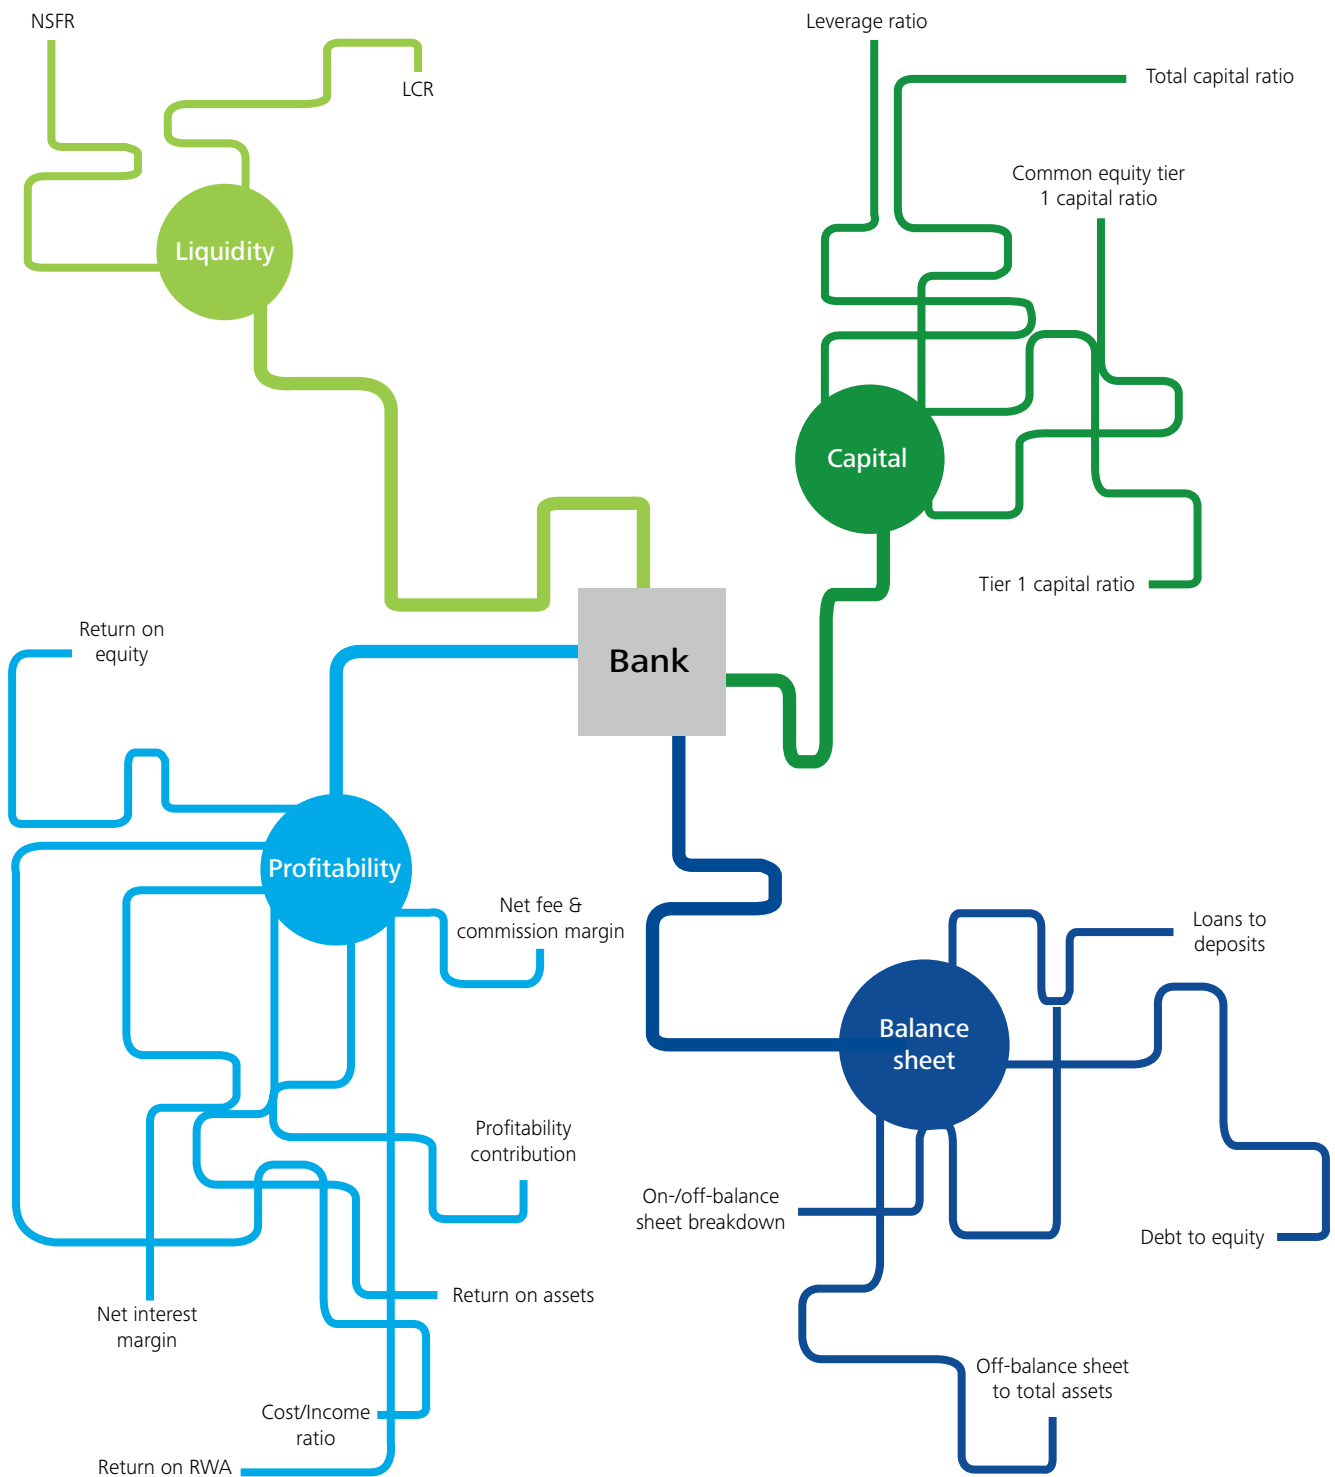 NSFR
LCR
Liquidity
Leverage ratio
Total capital ratio
Common equity tier
1 capital ratio
Capital
Tier 1 capital ratio
Bank
Return on
equity
Profitability
Net fee &
commission margin
Profitability
contribution
Return on assets
Net interest
margin
Cost/Income
ratio
Return on RWA
Loans to
deposits
Balance
sheet
On-/off-balance
sheet breakdown
Debt to equity
Off-balance sheet
to total assets